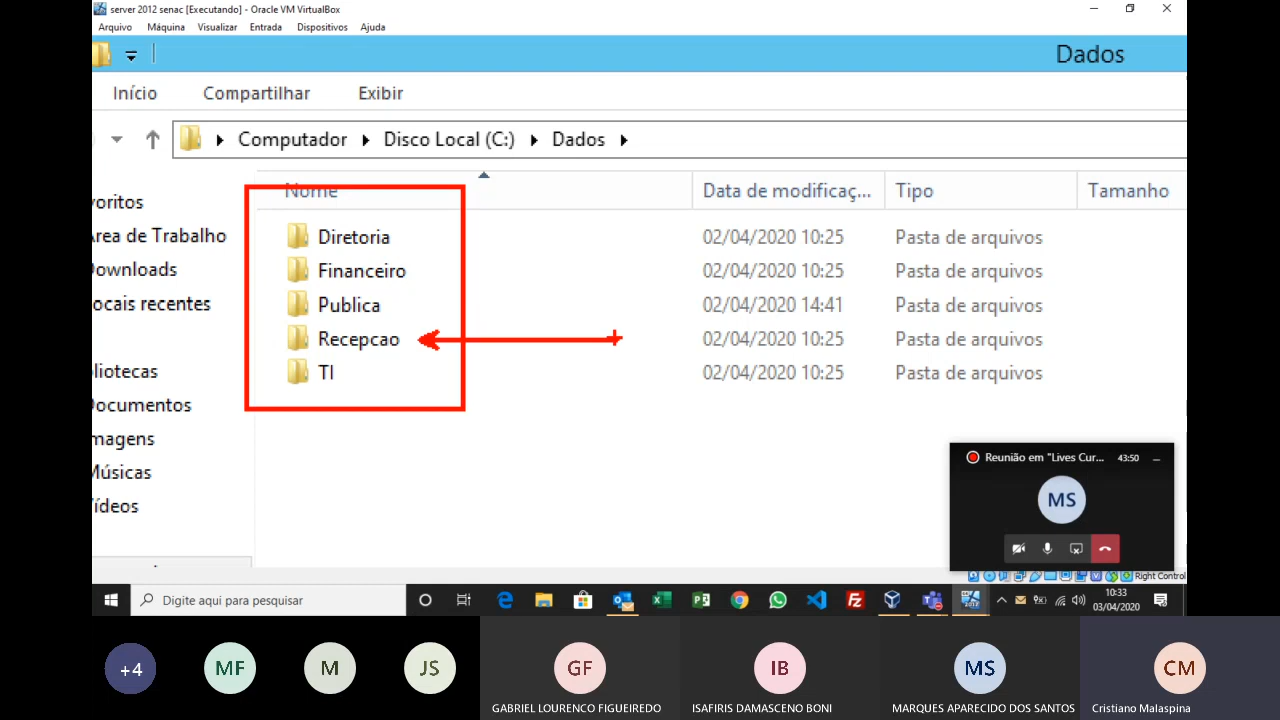 server 2012 senac [Executando] - Oracle VM VirtualBox
Arquivo Máquina Visualizar Entrada Dispositivos Ajuda
Dados
Início Compartilhar Exibir
Computador Disco Local (C:) Dados
Nome Data de modificaç... Tipo Tamanho
voritos
Área de Trabalho
Downloads
ocais recentes
bliotecas
Documentos
magens
Músicas
ídeos
Diretoria 02/04/2020 10:25 Pasta de arquivos
Financeiro 02/04/2020 10:25 Pasta de arquivos
Publica 02/04/2020 14:41 Pasta de arquivos
Recepcao 02/04/2020 10:25 Pasta de arquivos
TI 02/04/2020 10:25 Pasta de arquivos
Reunião em "Lives Cur... 43:50
MS
Right Control
Digite aqui para pesquisar
10:33
03/04/2020
+4 MF M JS GF IB MS CM
GABRIEL LOURENCO FIGUEIREDO ISAFIRIS DAMASCENO BONI MARQUES APARECIDO DOS SANTOS Cristiano Malaspina